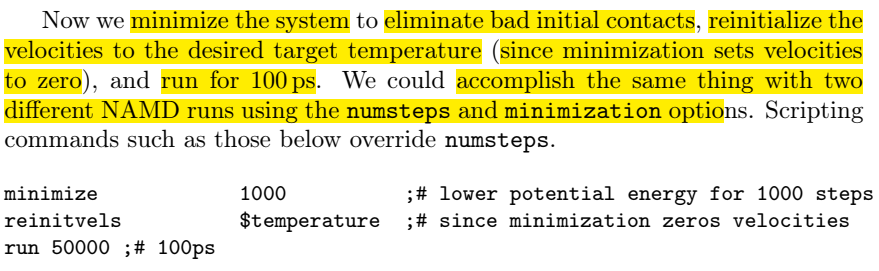 Now we minimize the system to eliminate bad initial contacts, reinitialize the
velocities to the desired target temperature (since minimization sets velocities
to zero), and run for 100 ps. We could accomplish the same thing with two
different NAMD runs using the numsteps and minimization options. Scripting
commands such as those below override numsteps.
minimize 1000 ;# lower potential energy for 1000 steps
reinitvels $temperature ;# since minimization zeros velocities
run 50000 ;# 100ps